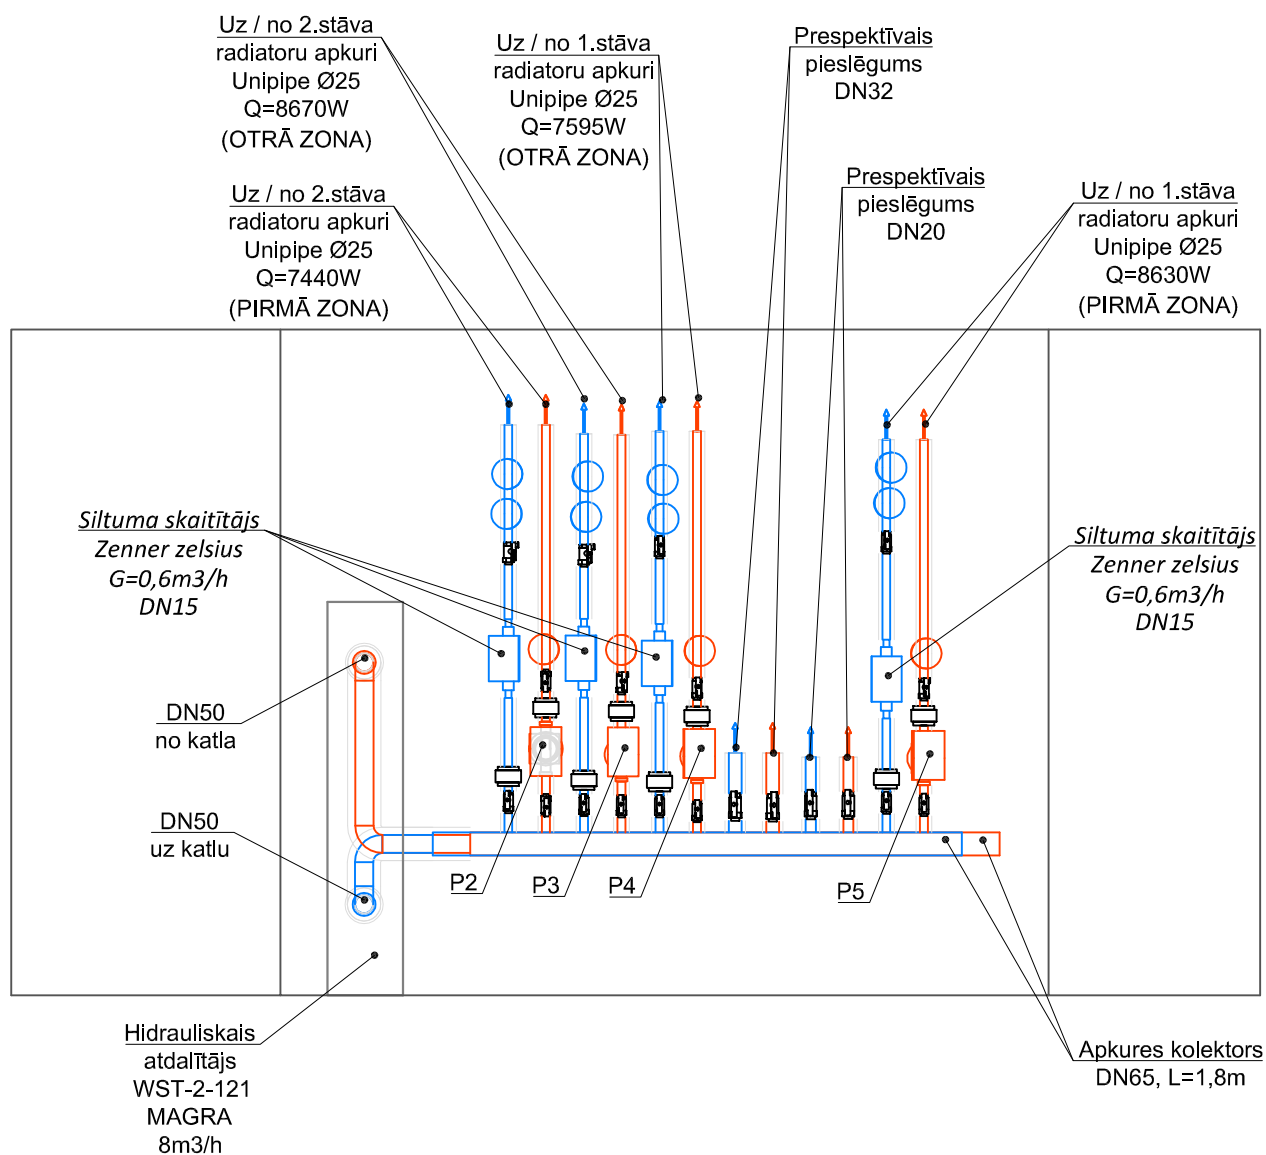 Uz / no 2.stāva
radiatoru apkuri
Unipipe Ø25
Q=8670W
(OTRĀ ZONA)
Uz / no 1.stāva
radiatoru apkuri
Unipipe Ø25
Q=7595W
(OTRĀ ZONA)
Prespektīvais
pieslēgums
DN32
Uz / no 2.stāva
radiatoru apkuri
Unipipe Ø25
Q=7440W
(PIRMĀ ZONA)
Prespektīvais
pieslēgums
DN20
Uz / no 1.stāva
radiatoru apkuri
Unipipe Ø25
Q=8630W
(PIRMĀ ZONA)
Siltuma skaitītājs
Zenner zelsius
G=0,6m3/h
DN15
Siltuma skaitītājs
Zenner zelsius
G=0,6m3/h
DN15
DN50
no katla
DN50
uz katlu
P2
P3
P4
P5
Hidrauliskais
atdalītājs
WST-2-121
MAGRA
8m3/h
Apkures kolektors
DN65, L=1,8m